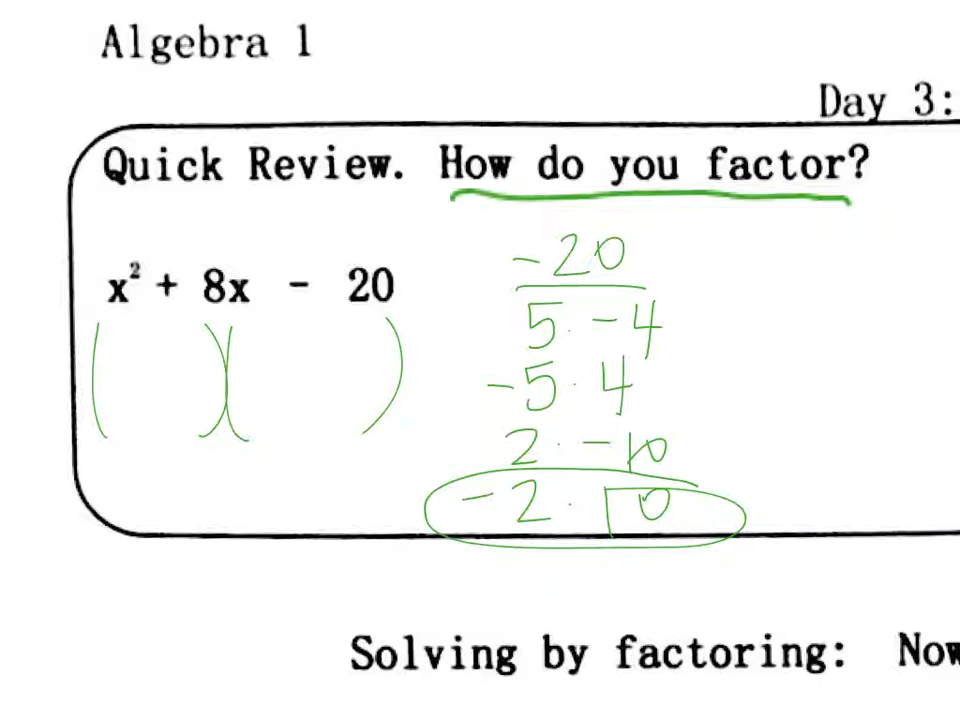 Algebra 1
Day 3:
Quick Review. How do you factor?
x² + 8x - 20
( )( )
-20
5 · -4
-5 · 4
2 · -10
-2 · 10
Solving by factoring: Now